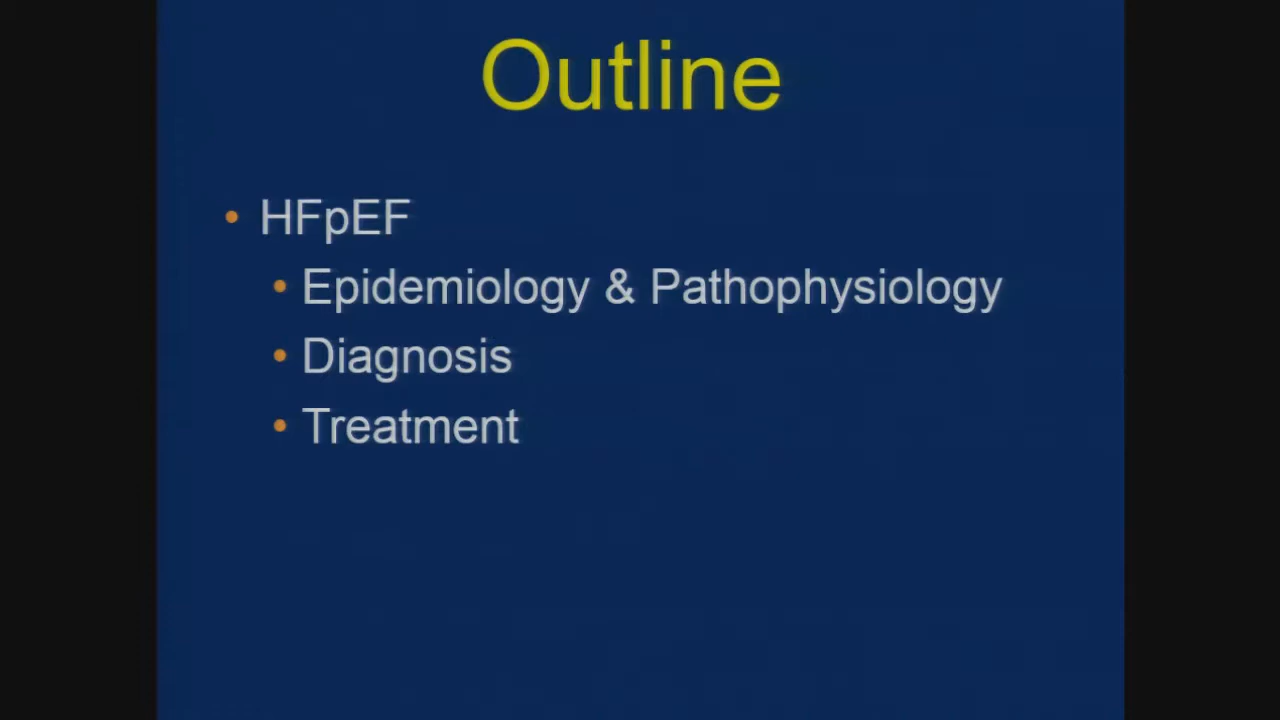 Outline
• HFpEF
• Epidemiology & Pathophysiology
• Diagnosis
• Treatment